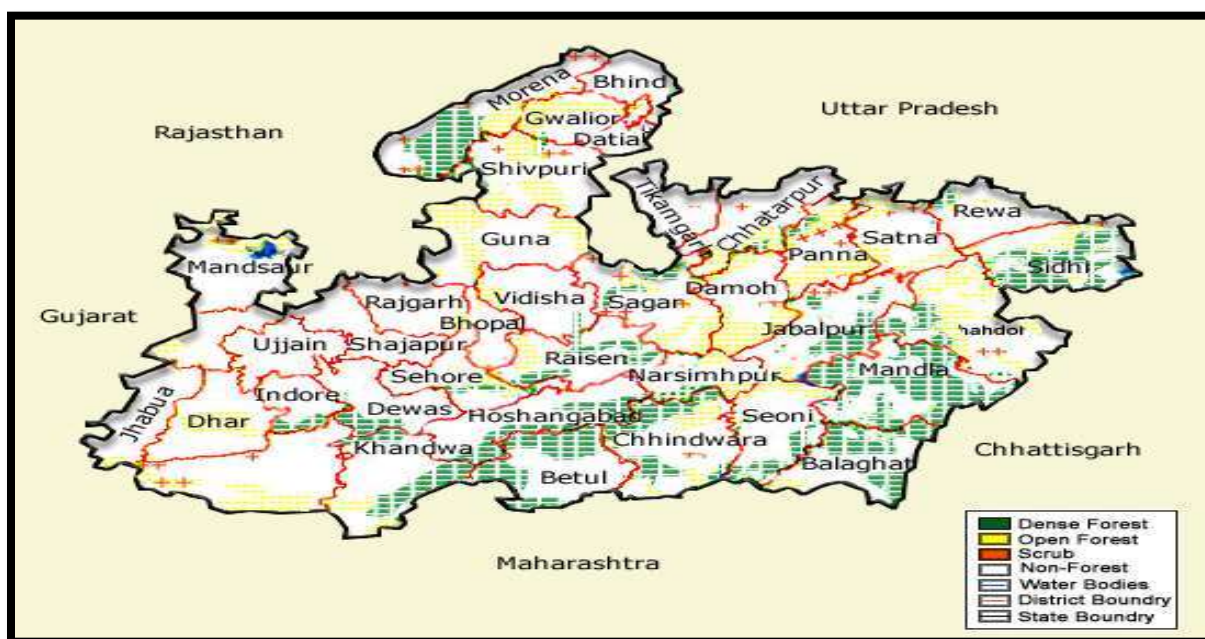 Morena
Bhind
Uttar Pradesh
Rajasthan
Gwalior
Datia
Shivpuri
Tikamgarh
Chhatarpur
Rewa
Satna
Guna
Panna
Sidhi
Mandsaur
Damoh
Vidisha
Sagar
Rajgarh
Gujarat
Bhopal
Jabalpur
hahdol
Ujjain
Shajapur
Raisen
Mandla
Sehore
Narsimhpur
Indore
Dewas
Jhabua
Dhar
Hoshangabad
Seoni
Chhindwara
Khandwa
Chhattisgarh
Balaghat
Betul
Maharashtra
Dense Forest
Open Forest
Scrub
Non-Forest
Water Bodies
District Boundry
State Boundry